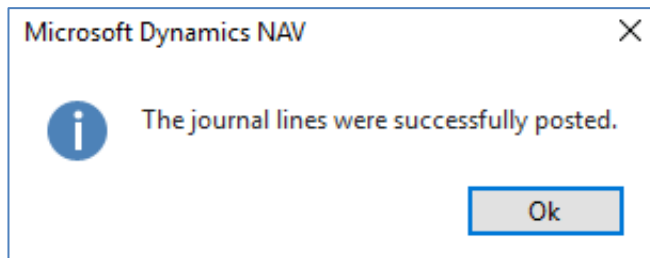 Microsoft Dynamics NAV
The journal lines were successfully posted.
Ok